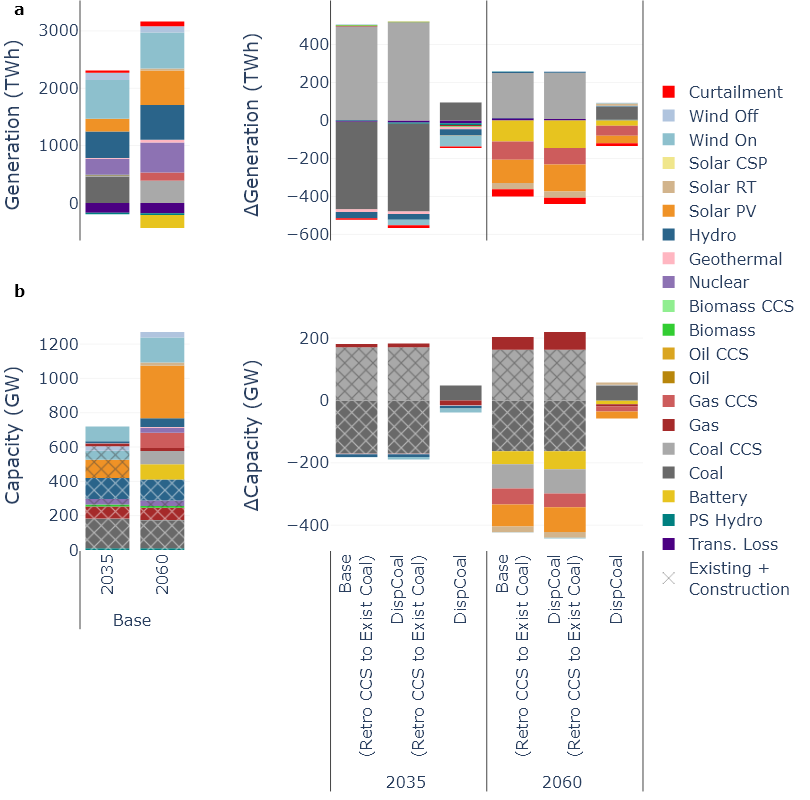 a
Generation (TWh)
3000
2000
1000
0
ΔGeneration (TWh)
400
200
0
−200
−400
−600
b
Capacity (GW)
1200
1000
800
600
400
200
0
2035
2060
Base
ΔCapacity (GW)
200
0
−200
−400
Base
(Retro CCS to Exist Coal)
DispCoal
(Retro CCS to Exist Coal)
DispCoal
2035
Base
(Retro CCS to Exist Coal)
DispCoal
(Retro CCS to Exist Coal)
DispCoal
2060
Curtailment
Wind Off
Wind On
Solar CSP
Solar RT
Solar PV
Hydro
Geothermal
Nuclear
Biomass CCS
Biomass
Oil CCS
Oil
Gas CCS
Gas
Coal CCS
Coal
Battery
PS Hydro
Trans. Loss
Existing +
Construction